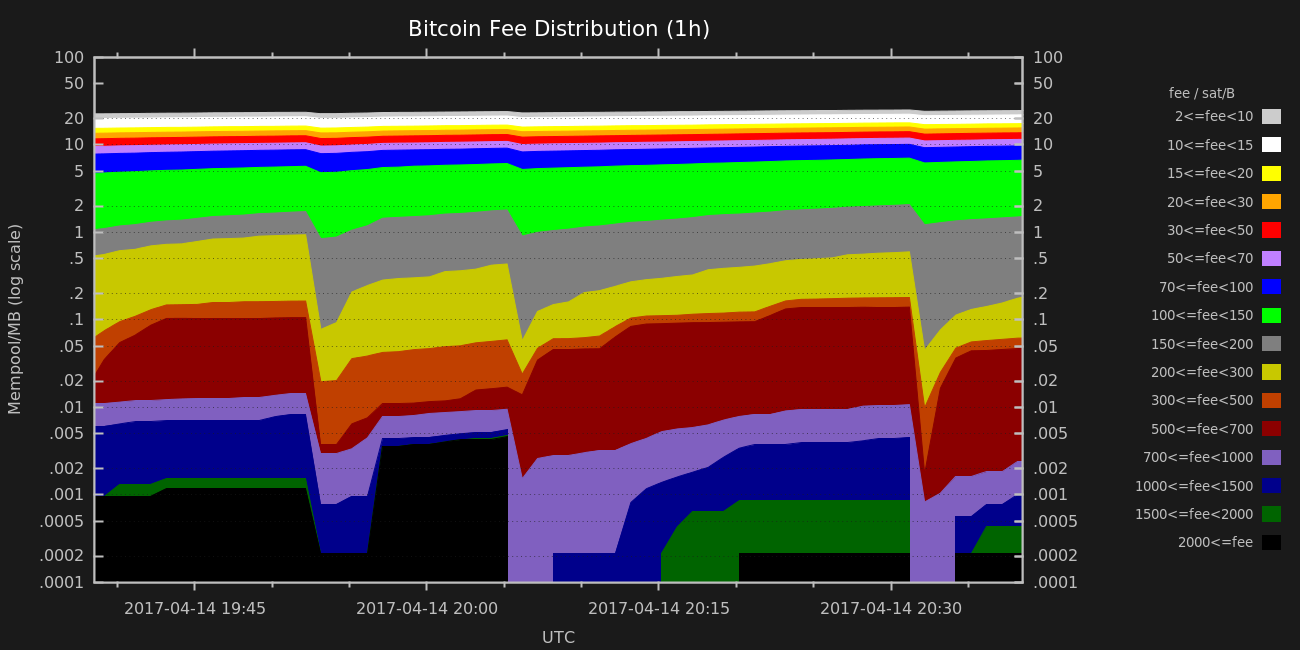 Bitcoin Fee Distribution (1h)
Mempool/MB (log scale)
100
50
20
10
5
2
1
.5
.2
.1
.05
.02
.01
.005
.002
.001
.0005
.0002
.0001
100
50
20
10
5
2
1
.5
.2
.1
.05
.02
.01
.005
.002
.001
.0005
.0002
.0001
2017-04-14 19:45
2017-04-14 20:00
2017-04-14 20:15
2017-04-14 20:30
UTC
fee / sat/B
2<=fee<10
10<=fee<15
15<=fee<20
20<=fee<30
30<=fee<50
50<=fee<70
70<=fee<100
100<=fee<150
150<=fee<200
200<=fee<300
300<=fee<500
500<=fee<700
700<=fee<1000
1000<=fee<1500
1500<=fee<2000
2000<=fee